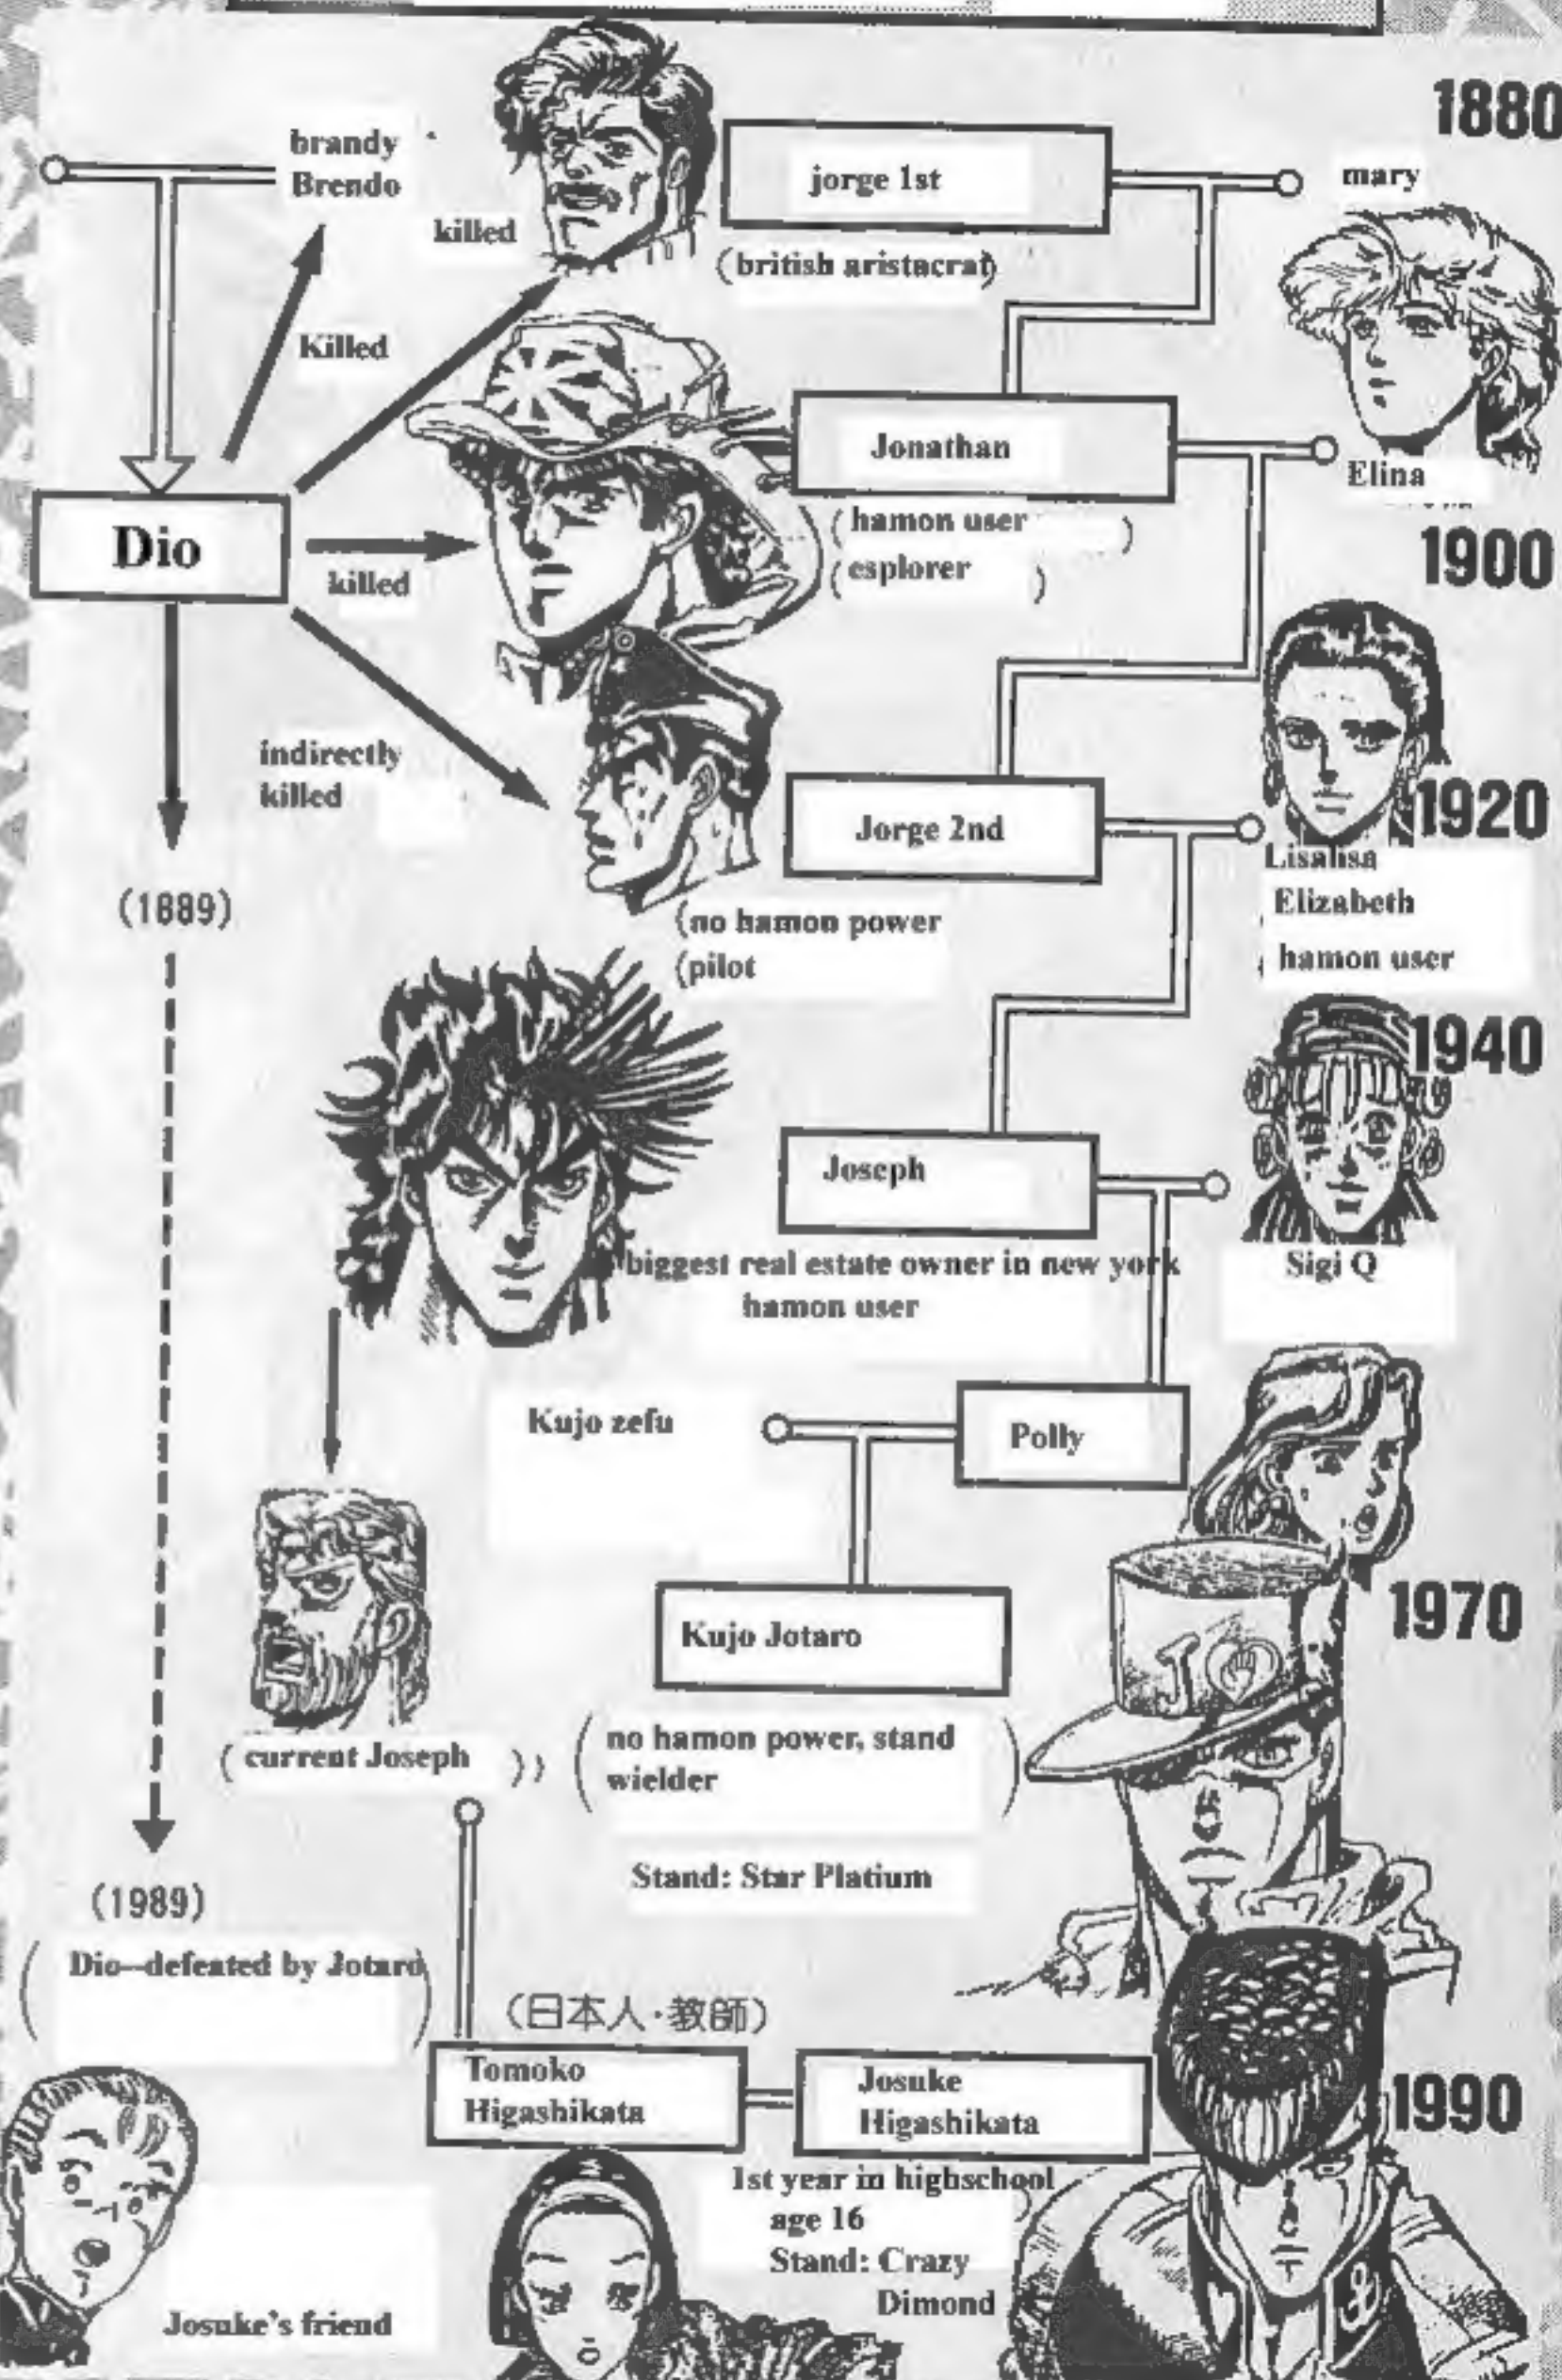 1880
brandy
Brendo
killed
jorge 1st
mary
(british aristacrat)
Killed
Jonathan
Elina
(hamon user)
(esplorer)
1900
Dio
killed
indirectly
killed
Jorge 2nd
1920
Lisalisa
Elizabeth
hamon user
(1889)
(no hamon power
(pilot
1940
Joseph
biggest real estate owner in new york
hamon user
Sigi Q
Kujo zefu
Polly
1970
Kujo Jotaro
J
(current Joseph))
(no hamon power, stand
wielder)
Stand: Star Platium
(1989)
(Dio--defeated by Jotaro)
(日本人・教師)
Tomoko
Higashikata
Josuke
Higashikata
1990
1st year in highschool
age 16
Stand: Crazy
Dimond
Josuke's friend